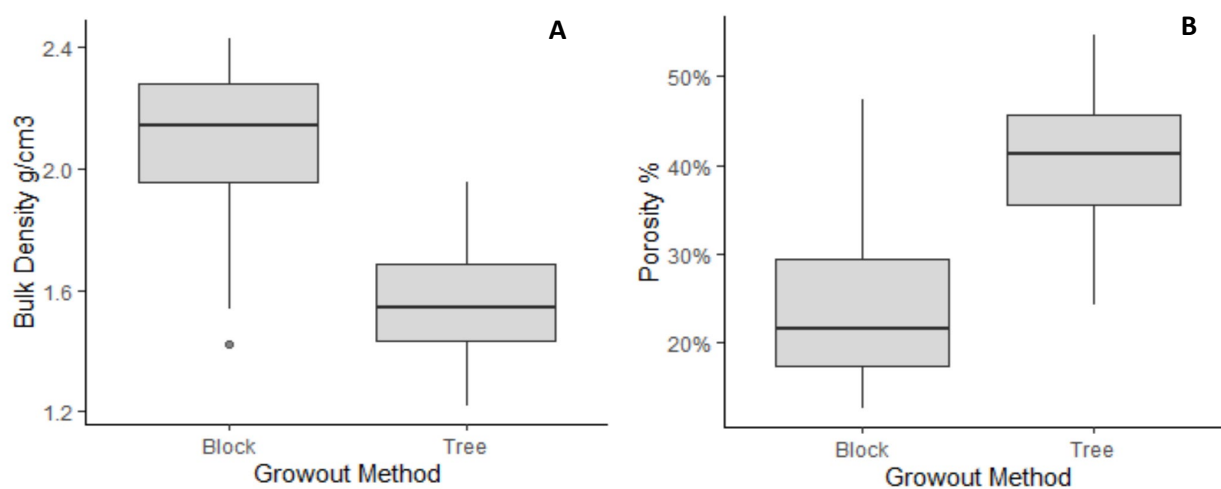 A
Bulk Density g/cm3
2.4
2.0
1.6
1.2
Block
Tree
Growout Method
B
Porosity %
50%
40%
30%
20%
Block
Tree
Growout Method